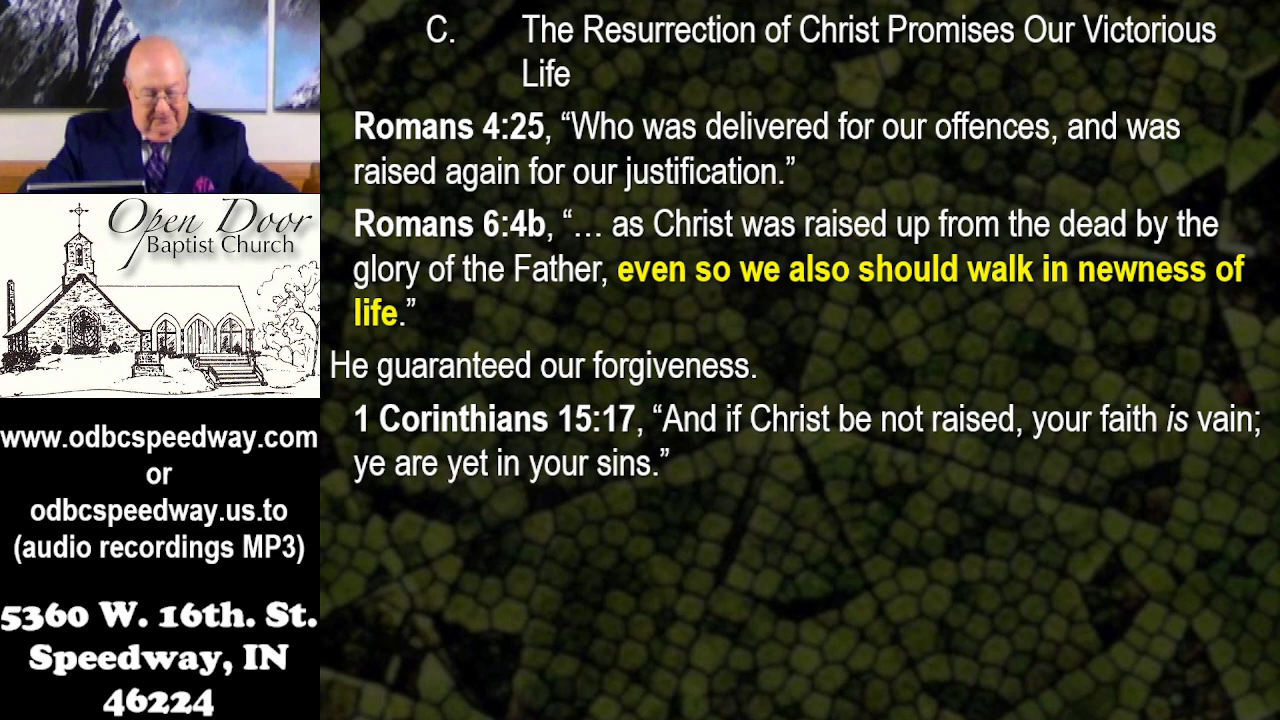 Open Door
Baptist Church
www.odbcspeedway.com
or
odbcspeedway.us.to
(audio recordings MP3)
5360 W. 16th. St.
Speedway, IN
46224
C. The Resurrection of Christ Promises Our Victorious
Life
Romans 4:25, “Who was delivered for our offences, and was
raised again for our justification.”
Romans 6:4b, “… as Christ was raised up from the dead by the
glory of the Father, even so we also should walk in newness of
life.”
He guaranteed our forgiveness.
1 Corinthians 15:17, “And if Christ be not raised, your faith is vain;
ye are yet in your sins.”